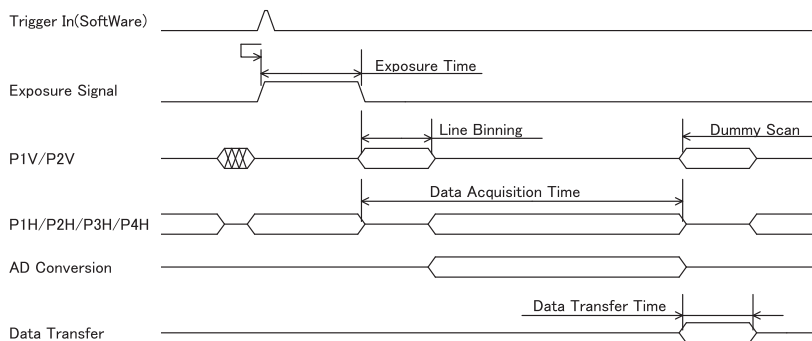 Trigger In(SoftWare)
Exposure Time
Exposure Signal
Line Binning
Dummy Scan
P1V/P2V
Data Acquisition Time
P1H/P2H/P3H/P4H
AD Conversion
Data Transfer Time
Data Transfer